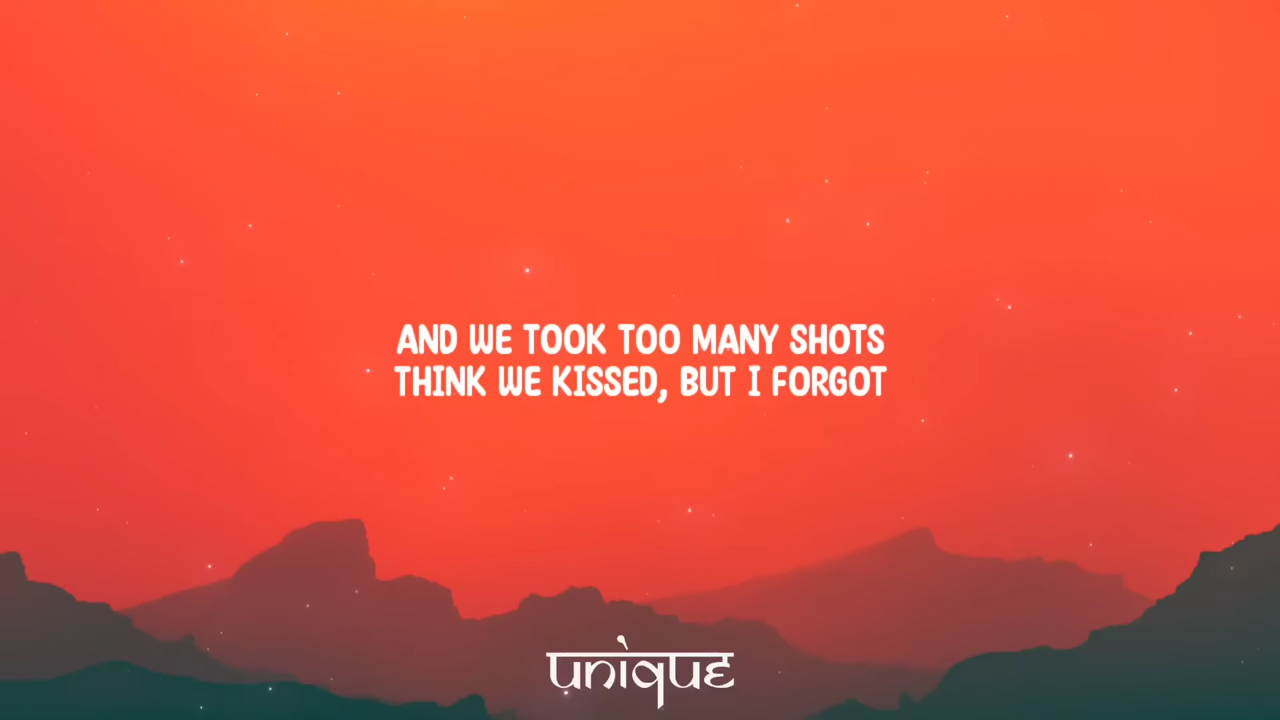 AND WE TOOK TOO MANY SHOTS
THINK WE KISSED, BUT I FORGOT
unique